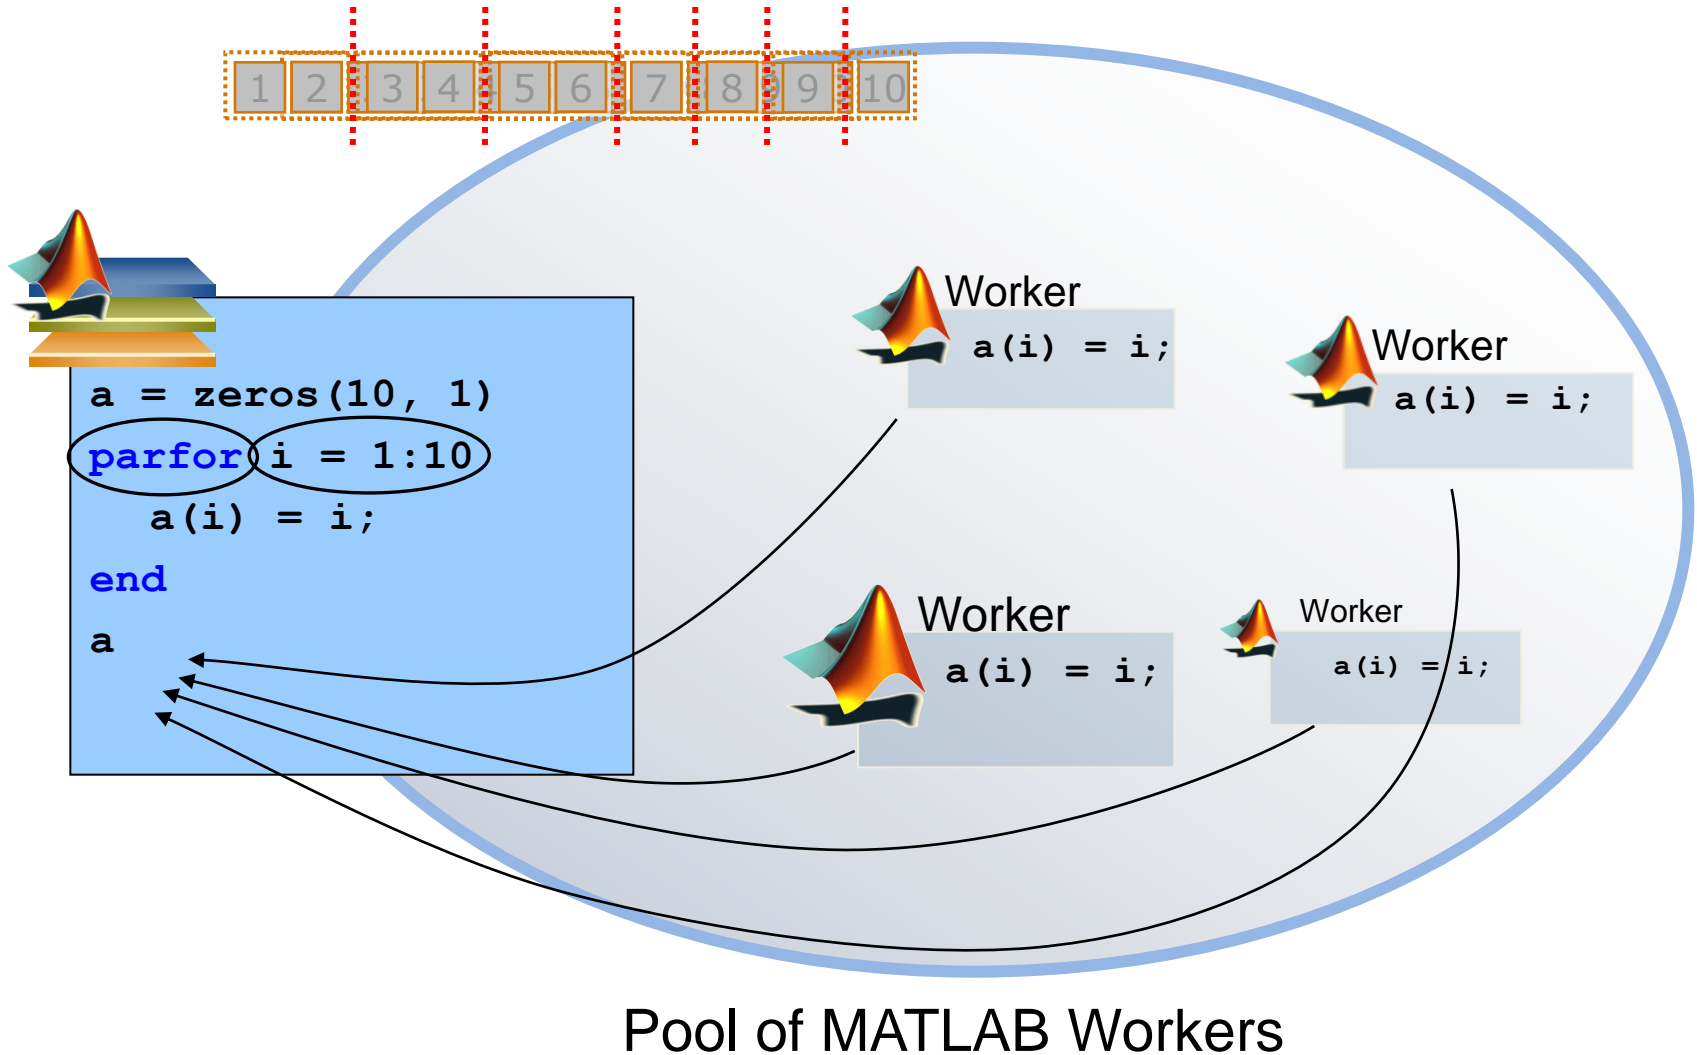 1 2 3 4 5 6 7 8 9 10
Worker
a(i) = i;
Worker
a(i) = i;
a = zeros(10, 1)
parfor i = 1:10
a(i) = i;
end
a
Worker
a(i) = i;
Worker
a(i) = i;
Pool of MATLAB Workers